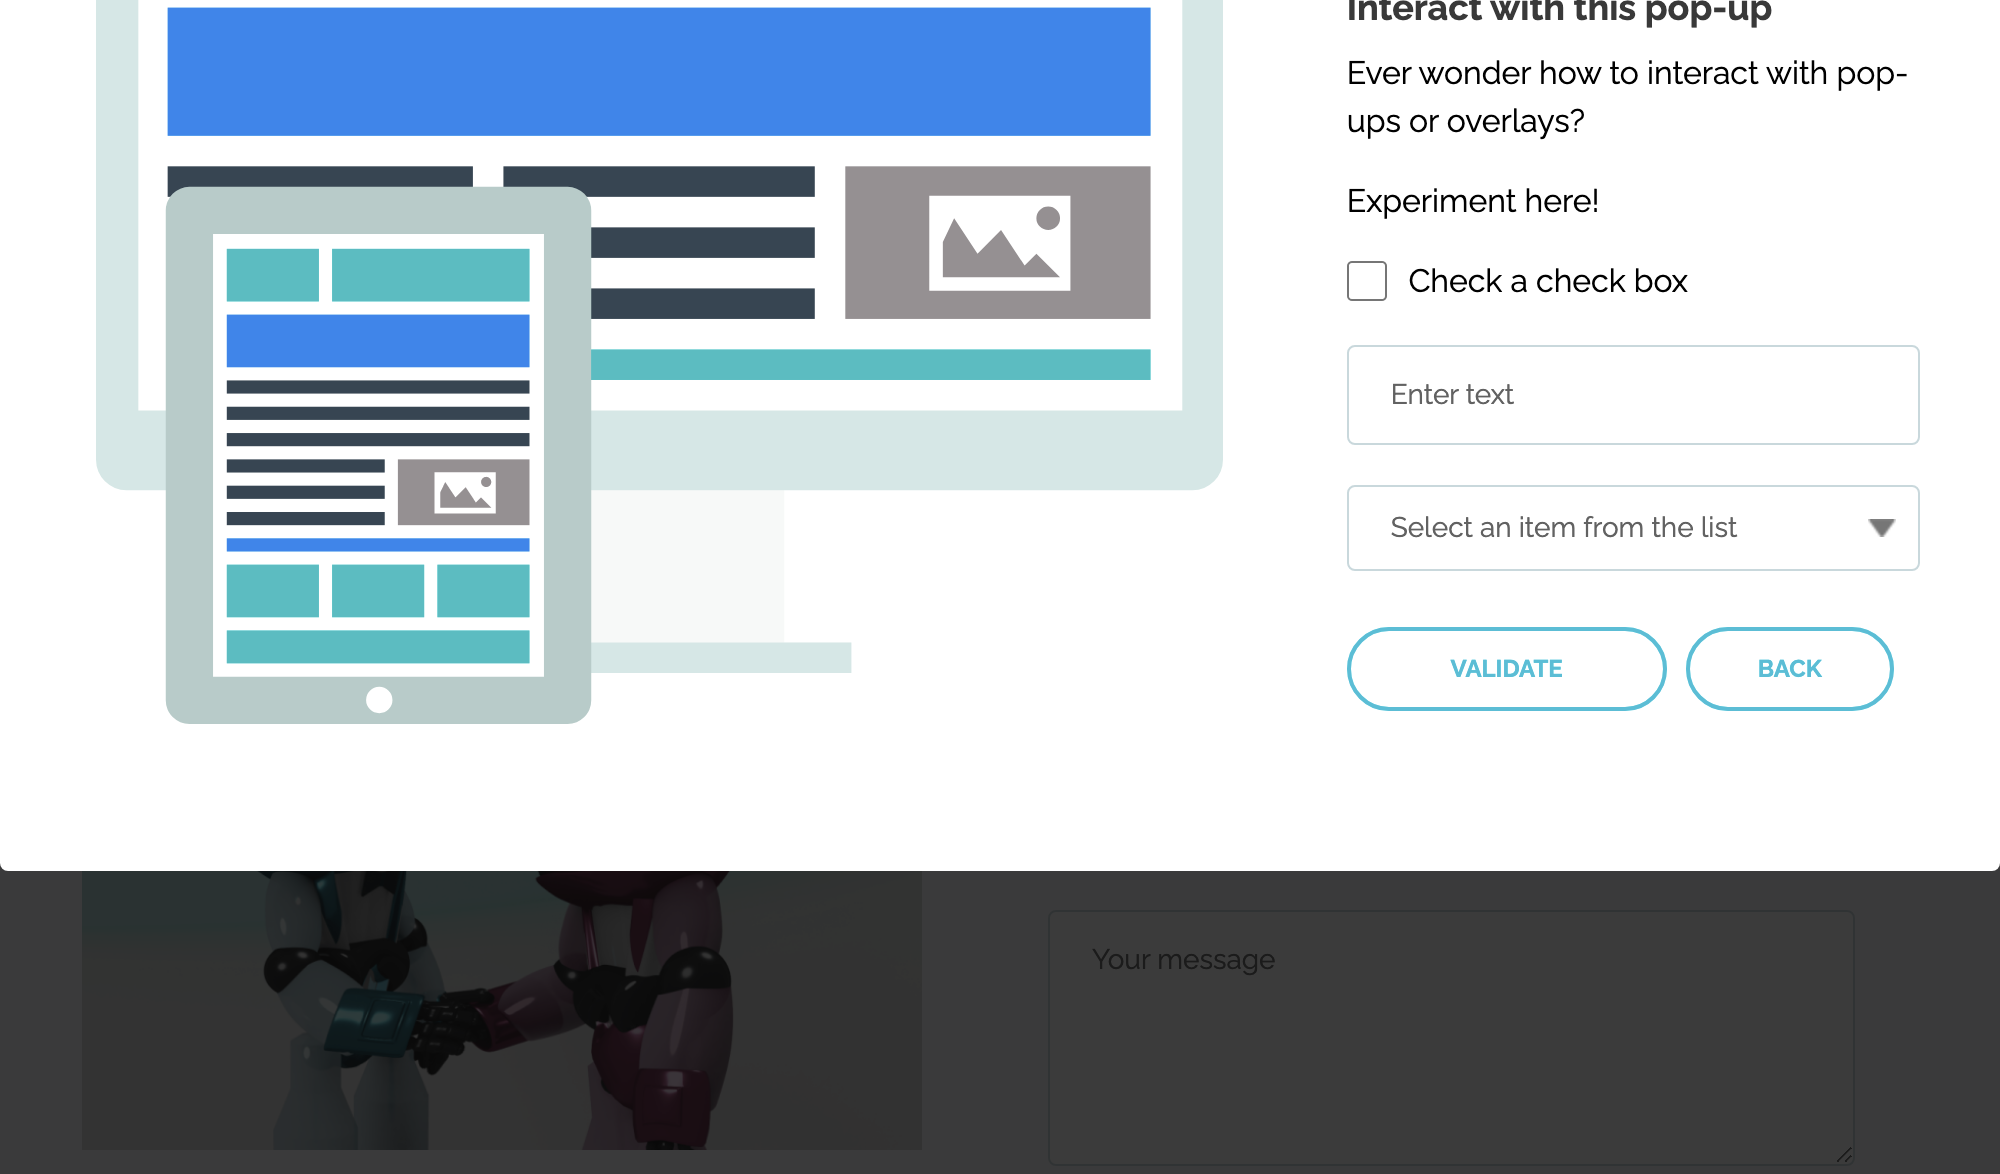 Interact with this pop-up
Ever wonder how to interact with pop-
ups or overlays?
Experiment here!
Check a check box
Enter text
Select an item from the list
VALIDATE
BACK
Your message